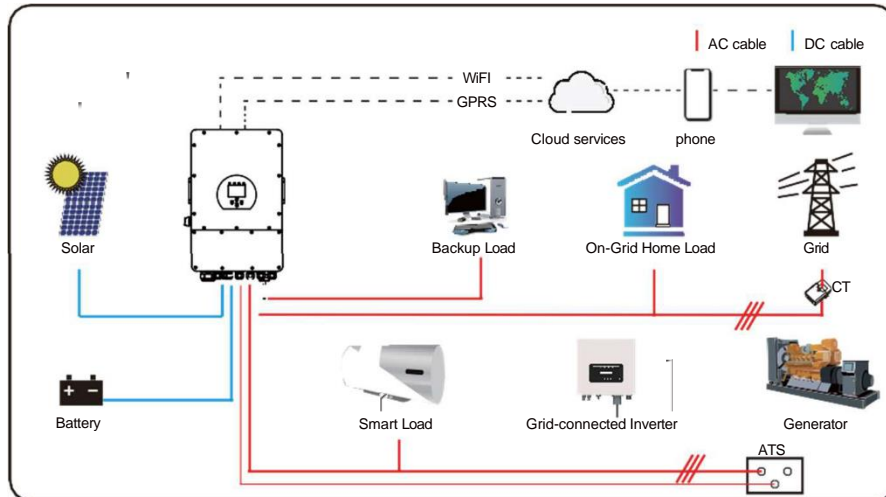 AC cable
DC cable
WiFI
GPRS
Cloud services
phone
Solar
Backup Load
On-Grid Home Load
Grid
CT
Battery
Smart Load
Grid-connected Inverter
Generator
ATS